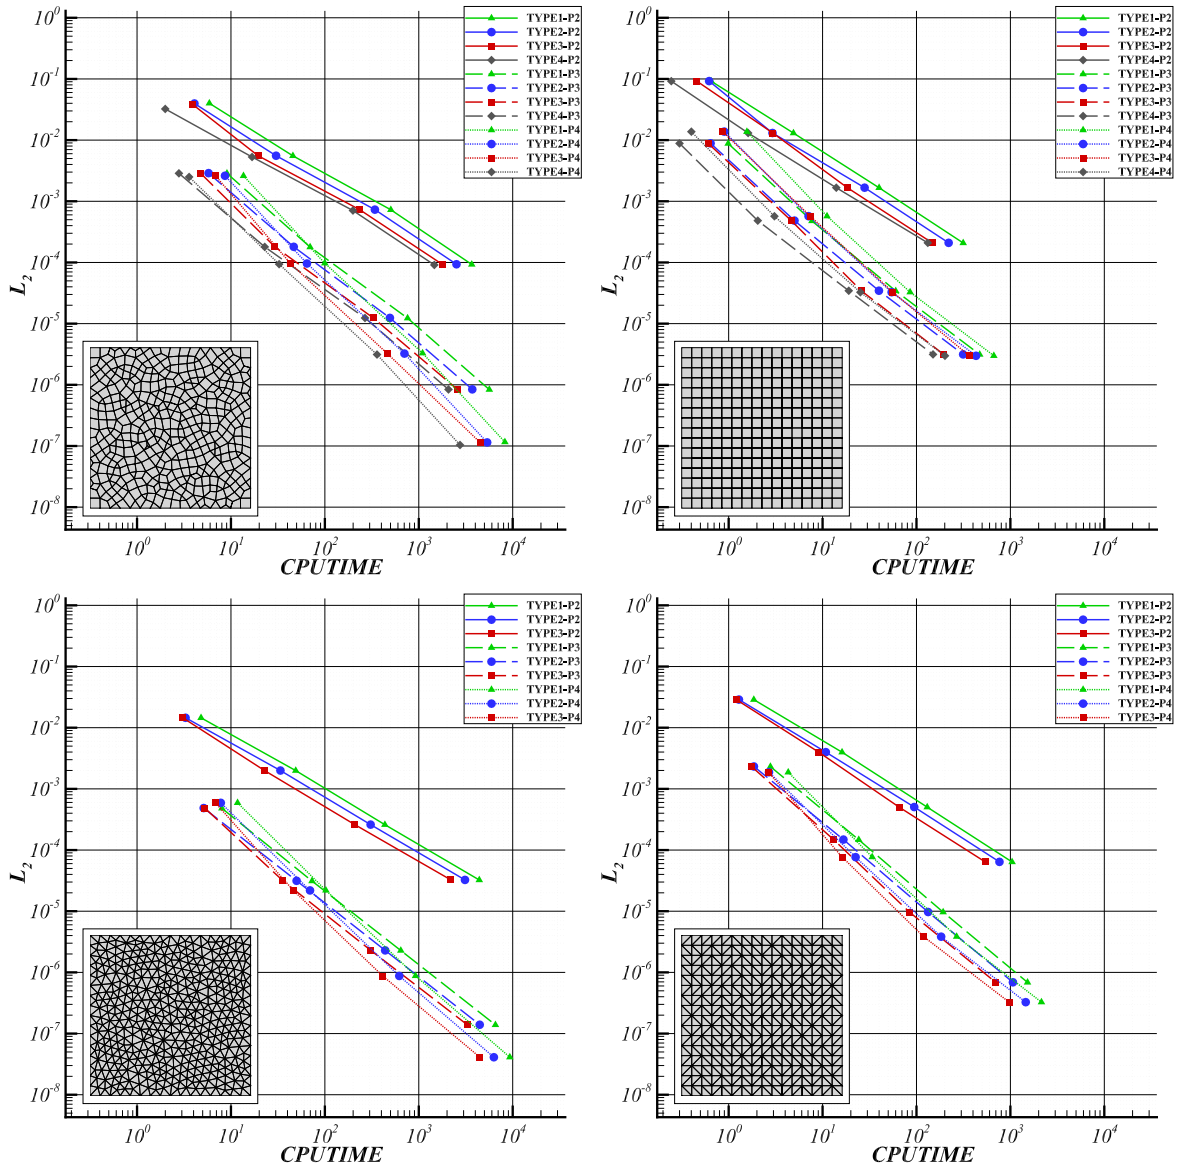 10^0
10^-1
10^-2
10^-3
10^-4
10^-5
10^-6
10^-7
10^-8
L_2
10^0 10^1 10^2 10^3 10^4
CPUTIME
TYPE1-P2
TYPE2-P2
TYPE3-P2
TYPE4-P2
TYPE1-P3
TYPE2-P3
TYPE3-P3
TYPE4-P3
TYPE1-P4
TYPE2-P4
TYPE3-P4
TYPE4-P4
10^0
10^-1
10^-2
10^-3
10^-4
10^-5
10^-6
10^-7
10^-8
L_2
10^0 10^1 10^2 10^3 10^4
CPUTIME
TYPE1-P2
TYPE2-P2
TYPE3-P2
TYPE4-P2
TYPE1-P3
TYPE2-P3
TYPE3-P3
TYPE4-P3
TYPE1-P4
TYPE2-P4
TYPE3-P4
TYPE4-P4
10^0
10^-1
10^-2
10^-3
10^-4
10^-5
10^-6
10^-7
10^-8
L_2
10^0 10^1 10^2 10^3 10^4
CPUTIME
TYPE1-P2
TYPE2-P2
TYPE3-P2
TYPE1-P3
TYPE2-P3
TYPE3-P3
TYPE1-P4
TYPE2-P4
TYPE3-P4
10^0
10^-1
10^-2
10^-3
10^-4
10^-5
10^-6
10^-7
10^-8
L_2
10^0 10^1 10^2 10^3 10^4
CPUTIME
TYPE1-P2
TYPE2-P2
TYPE3-P2
TYPE1-P3
TYPE2-P3
TYPE3-P3
TYPE1-P4
TYPE2-P4
TYPE3-P4